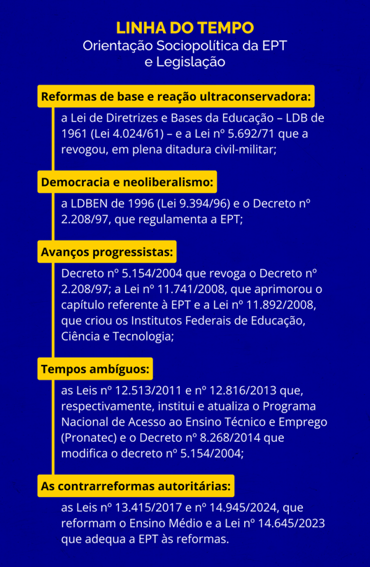 LINHA DO TEMPO
Orientação Sociopolítica da EPT
e Legislação
Reformas de base e reação ultraconservadora:
a Lei de Diretrizes e Bases da Educação – LDB de
1961 (Lei 4.024/61) – e a Lei nº 5.692/71 que a
revogou, em plena ditadura civil-militar;
Democracia e neoliberalismo:
a LDBEN de 1996 (Lei 9.394/96) e o Decreto nº
2.208/97, que regulamenta a EPT;
Avanços progressistas:
Decreto nº 5.154/2004 que revoga o Decreto nº
2.208/97; a Lei nº 11.741/2008, que aprimorou o
capítulo referente à EPT e a Lei nº 11.892/2008,
que criou os Institutos Federais de Educação,
Ciência e Tecnologia;
Tempos ambíguos:
as Leis nº 12.513/2011 e nº 12.816/2013 que,
respectivamente, institui e atualiza o Programa
Nacional de Acesso ao Ensino Técnico e Emprego
(Pronatec) e o Decreto nº 8.268/2014 que
modifica o decreto nº 5.154/2004;
As contrarreformas autoritárias:
as Leis nº 13.415/2017 e nº 14.945/2024, que
reformam o Ensino Médio e a Lei nº 14.645/2023
que adequa a EPT às reformas.